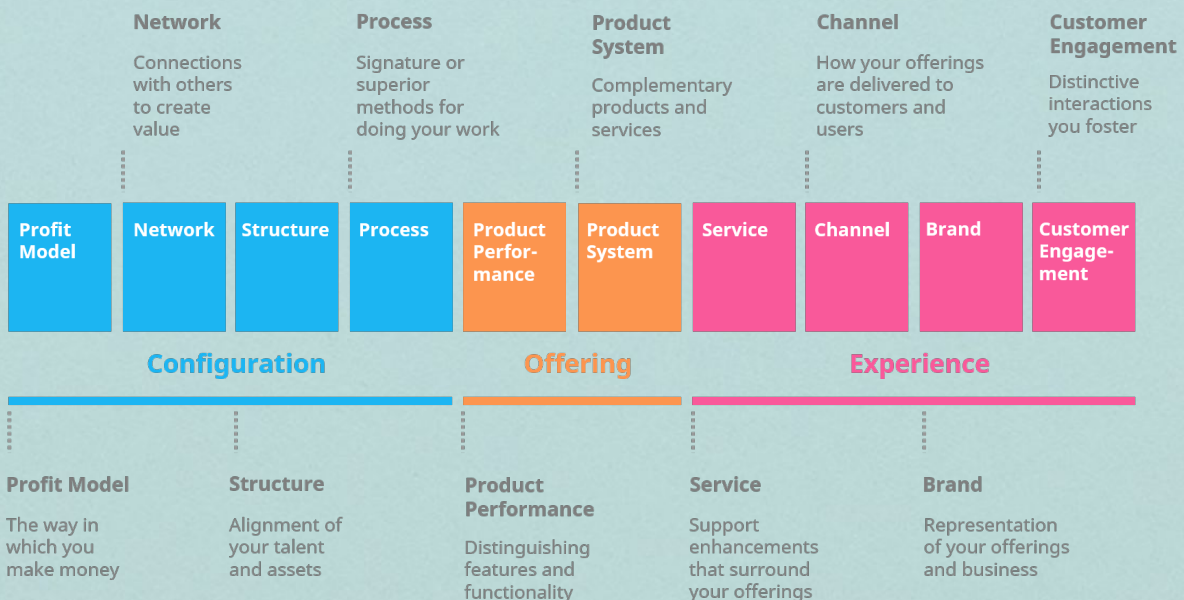 Network
Connections
with others
to create
value
Process
Signature or
superior
methods for
doing your work
Product
System
Complementary
products and
services
Channel
How your offerings
are delivered to
customers and
users
Customer
Engagement
Distinctive
interactions
you foster
Profit
Model
Network
Structure
Process
Product
Perfor-
mance
Product
System
Service
Channel
Brand
Customer
Engage-
ment
Configuration
Offering
Experience
Profit Model
The way in
which you
make money
Structure
Alignment of
your talent
and assets
Product
Performance
Distinguishing
features and
functionality
Service
Support
enhancements
that surround
your offerings
Brand
Representation
of your offerings
and business